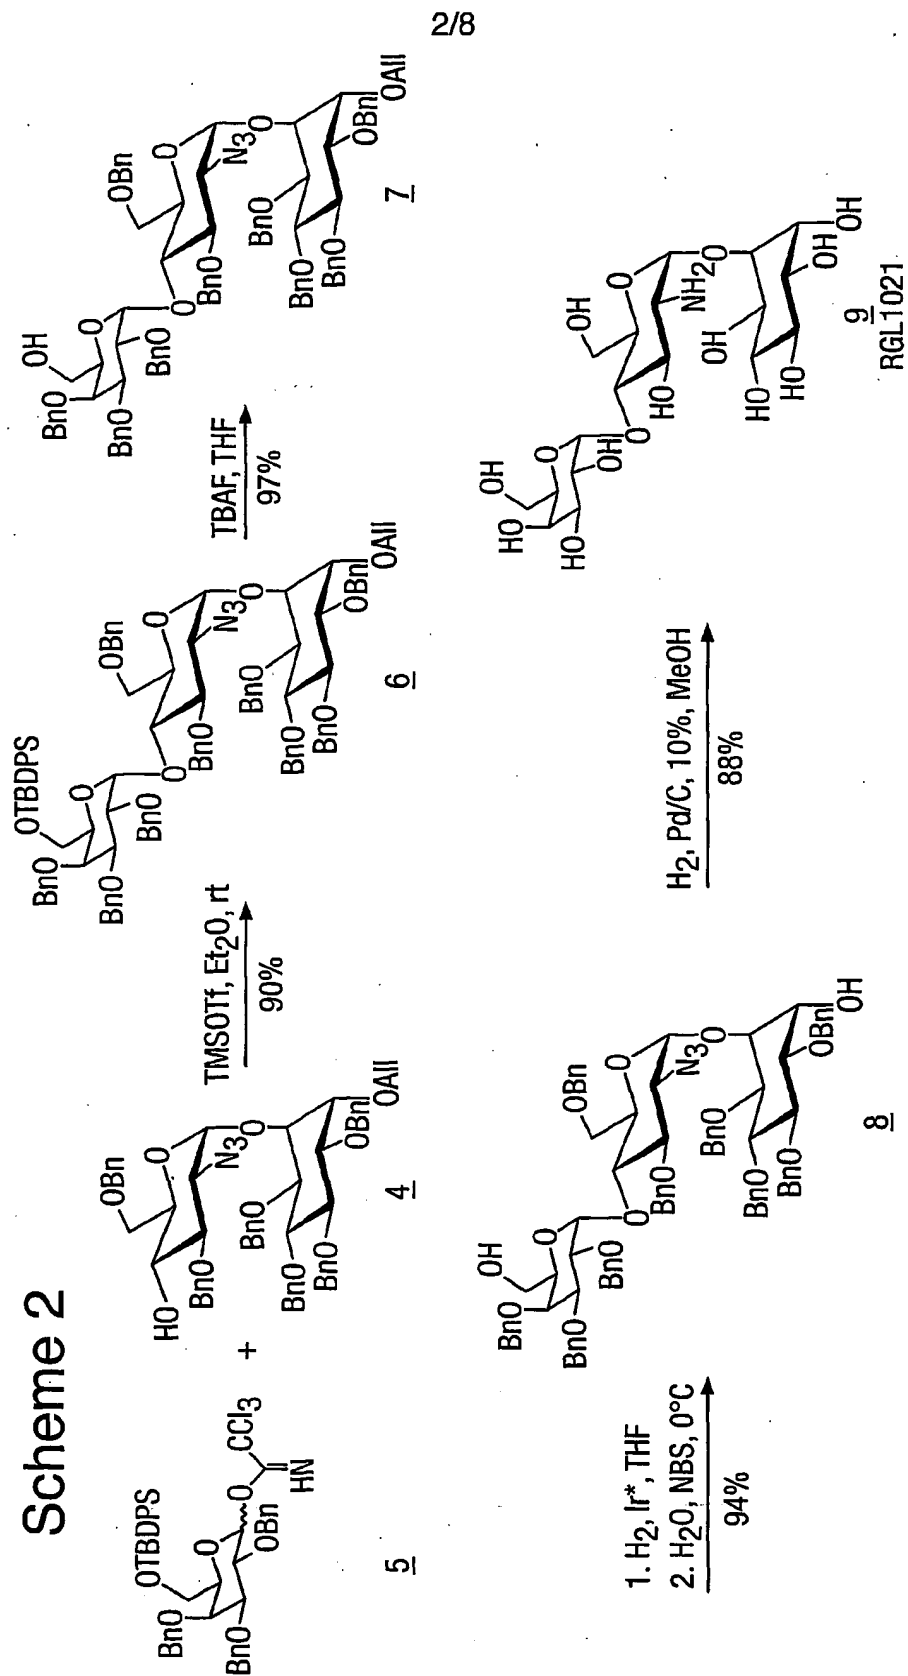 2/8
Scheme 2
OTBDPS
BnO
O
BnO
OBn
O
CCl3
HN
5
+
OBn
HO
O
BnO
N3
O
BnO
BnO
BnO
OBn
OAll
4
TMSOTf, Et2O, rt
90%
OTBDPS
BnO
O
BnO
BnO
O
OBn
O
BnO
N3
O
BnO
BnO
BnO
OBn
OAll
6
TBAF, THF
97%
OH
BnO
O
BnO
BnO
O
OBn
O
BnO
N3
O
BnO
BnO
BnO
OBn
OAll
7
1. H2, Ir*, THF
2. H2O, NBS, 0°C
94%
OH
BnO
O
BnO
BnO
O
OBn
O
BnO
N3
O
BnO
BnO
BnO
OBn
OH
8
H2, Pd/C, 10%, MeOH
88%
OH
HO
O
HO
OH
O
OH
O
HO
NH2
O
OH
HO
HO
OH
OH
9
RGL1021